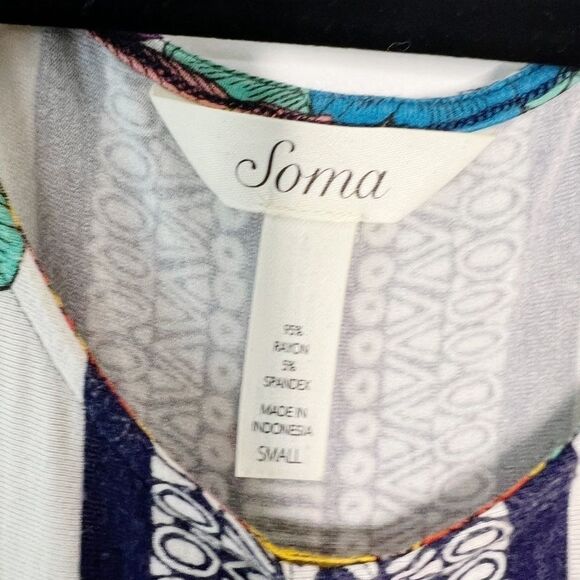 Soma
95%
RAYON
5%
SPANDEX
MADE IN
INDONESIA
SMALL